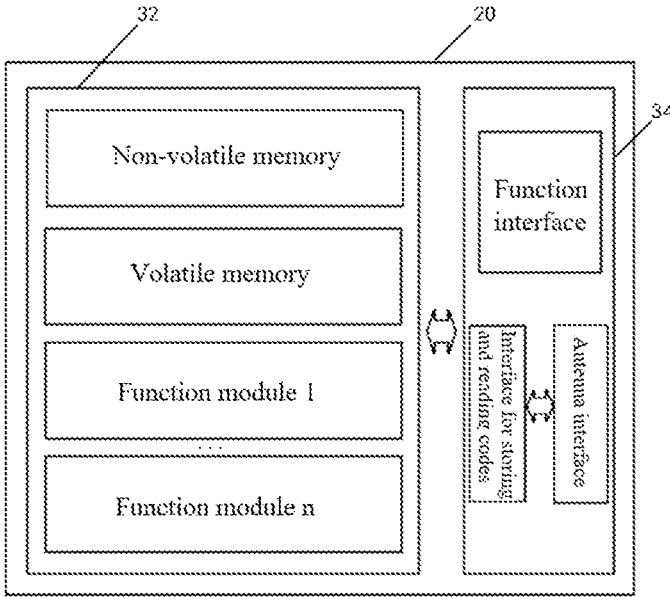 32
20
34
Non-volatile memory
Volatile memory
Function module 1
...
Function module n
Function
interface
Interface for storing
and reading codes
Antenna interface